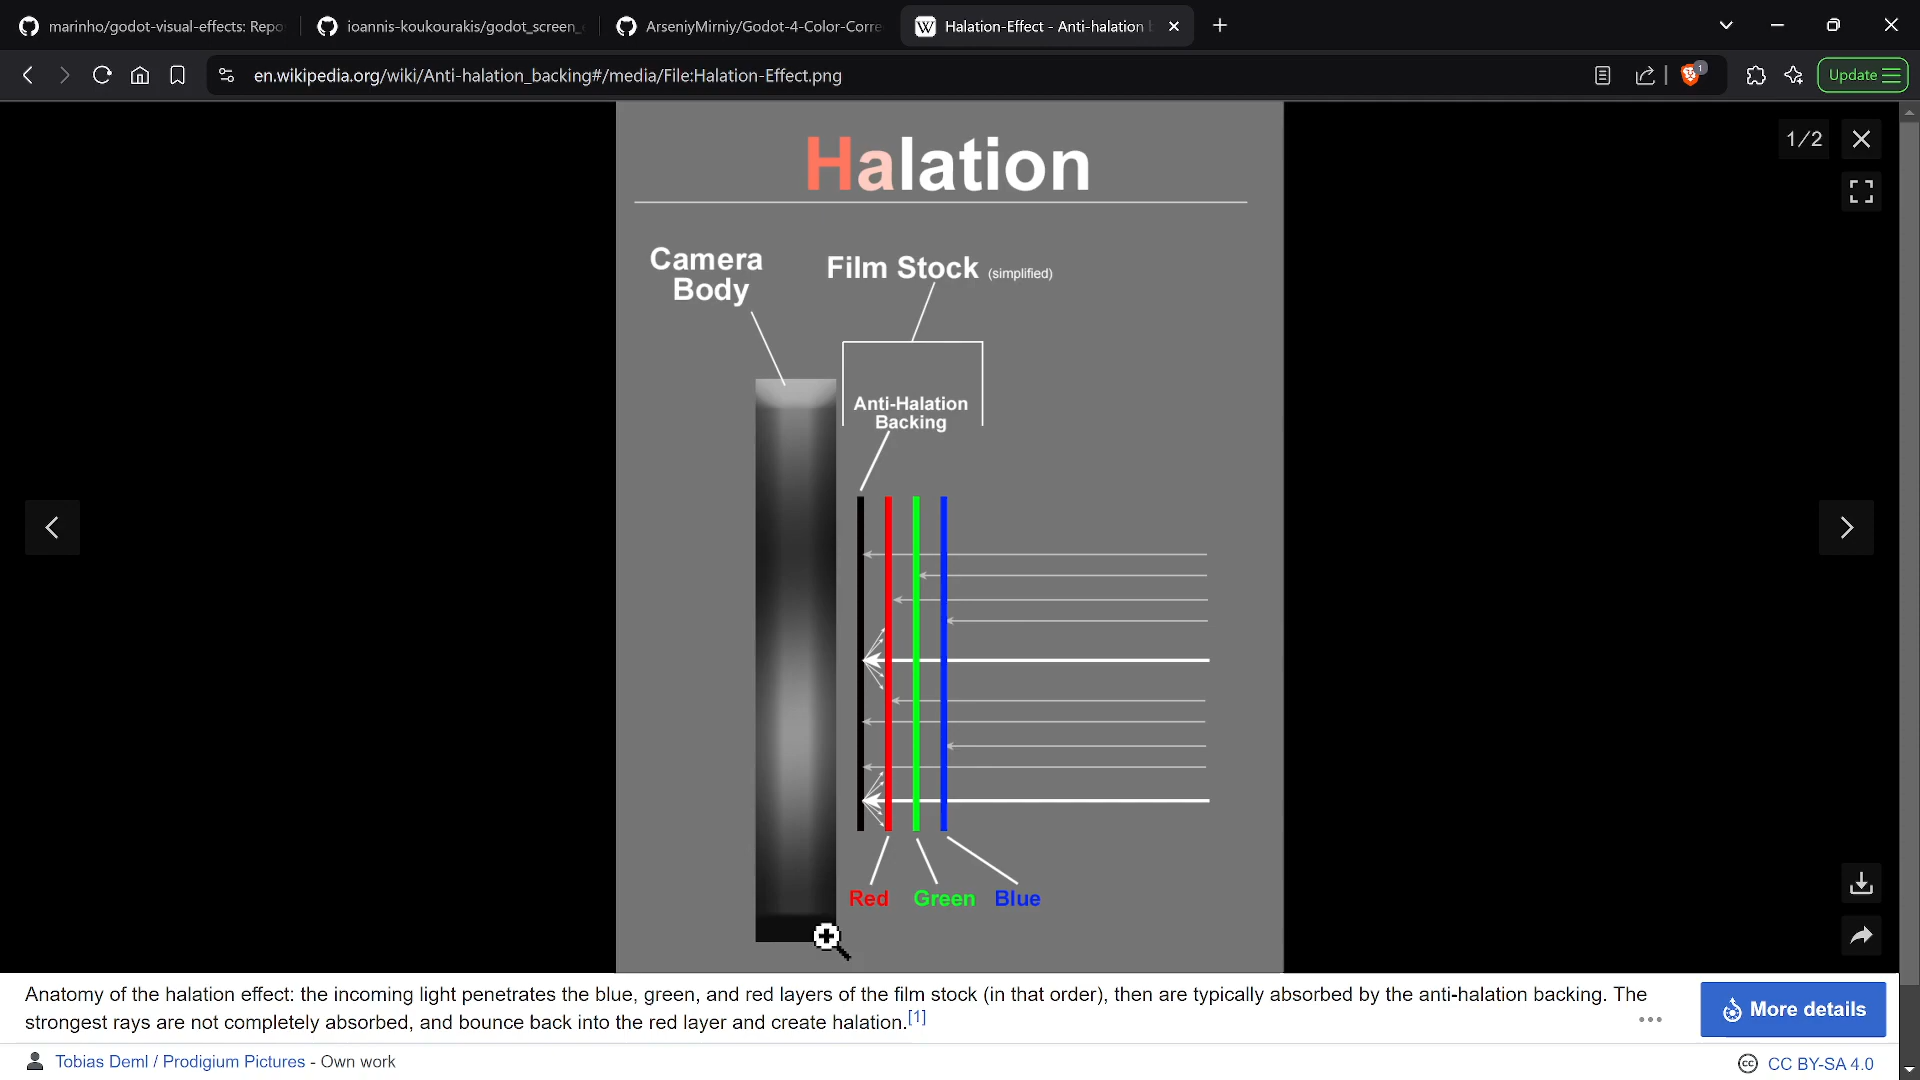 marinho/godot-visual-effects: Repo
ioannis-koukourakis/godot_screen_
ArseniyMirniy/Godot-4-Color-Corre
Halation-Effect - Anti-halation
en.wikipedia.org/wiki/Anti-halation_backing#/media/File:Halation-Effect.png
1
Update
1/2
Halation
Camera
Body
Film Stock (simplified)
Anti-Halation
Backing
Red Green Blue
Anatomy of the halation effect: the incoming light penetrates the blue, green, and red layers of the film stock (in that order), then are typically absorbed by the anti-halation backing. The
strongest rays are not completely absorbed, and bounce back into the red layer and create halation.[1]
More details
Tobias Deml / Prodigium Pictures - Own work
CC BY-SA 4.0